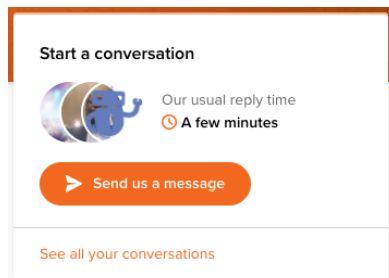 Start a conversation
Our usual reply time
A few minutes
Send us a message
See all your conversations